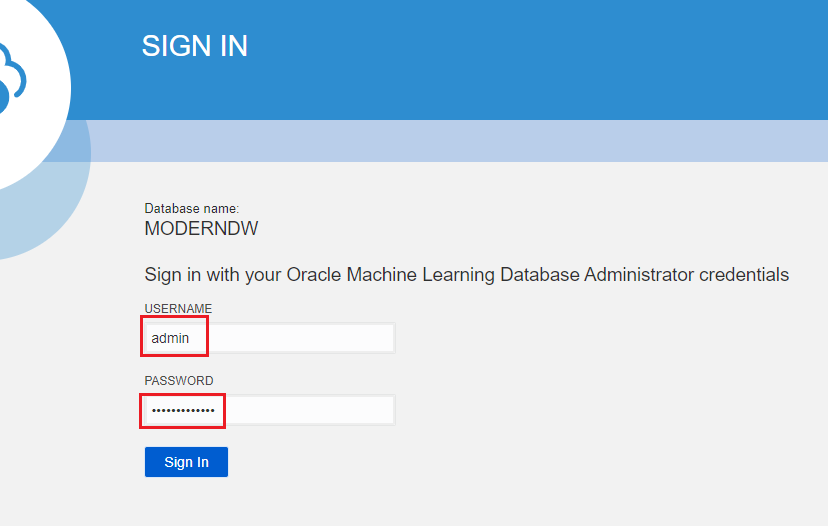 SIGN IN
Database name:
MODERNDW
Sign in with your Oracle Machine Learning Database Administrator credentials
USERNAME
admin
PASSWORD
•••••••••••••
Sign In